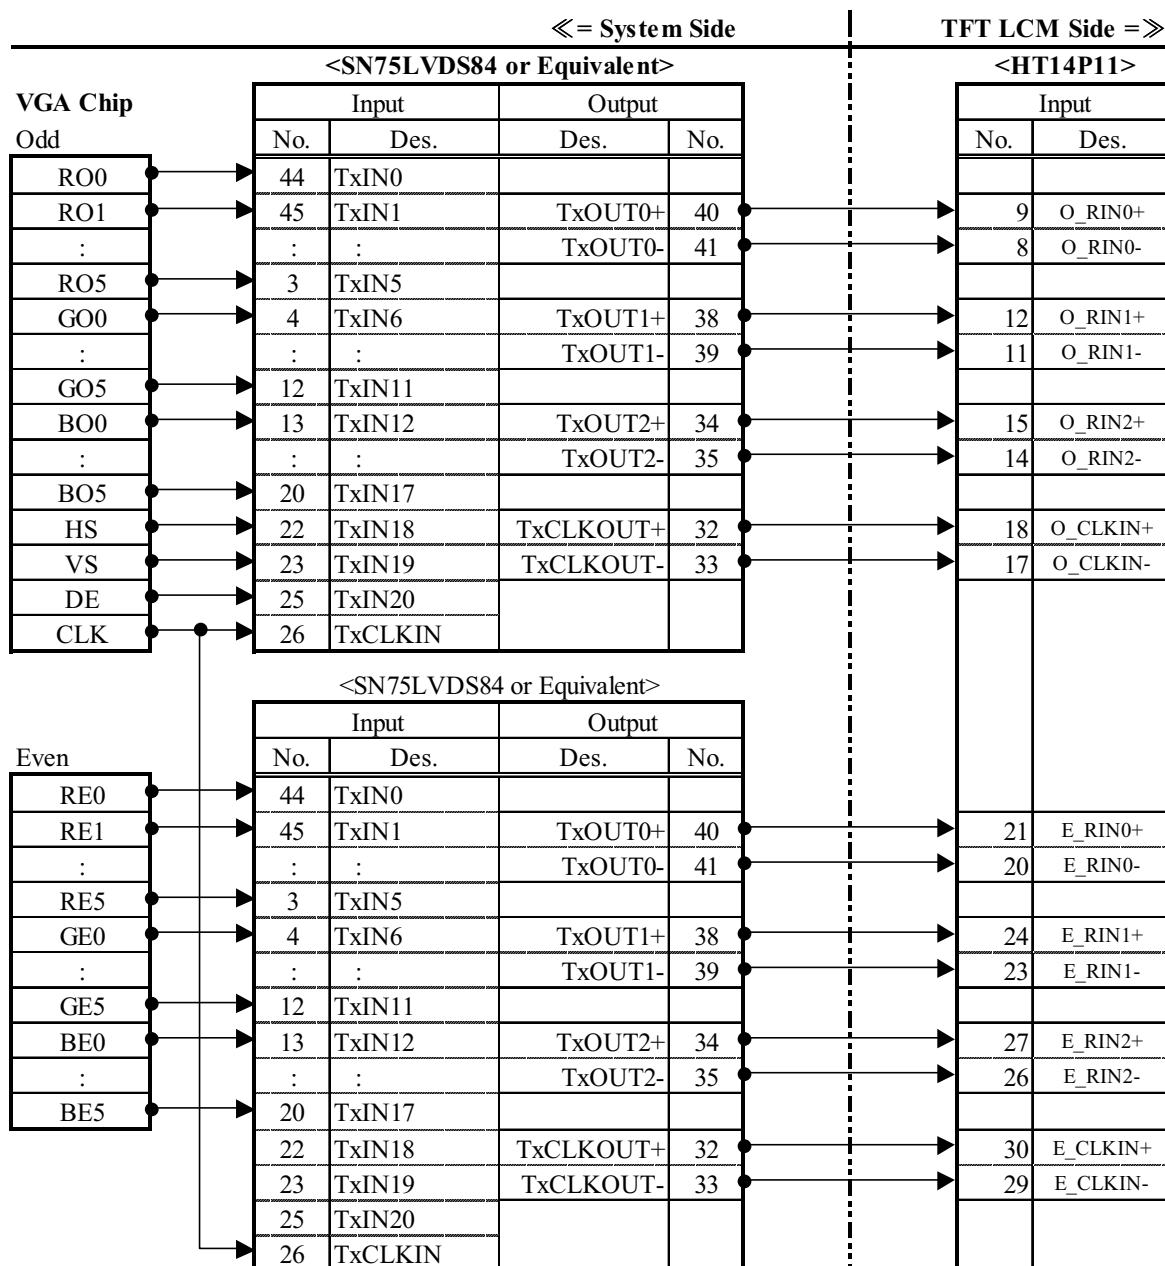 ≪= System Side TFT LCM Side =≫
<SN75LVDS84 or Equivalent> <HT14P11>
VGA Chip Input Output Input
Odd No. Des. Des. No. No. Des.
RO0 44 TxIN0
RO1 45 TxIN1 TxOUT0+ 40 9 O_RIN0+
: : : TxOUT0- 41 8 O_RIN0-
RO5 3 TxIN5
GO0 4 TxIN6 TxOUT1+ 38 12 O_RIN1+
: : : TxOUT1- 39 11 O_RIN1-
GO5 12 TxIN11
BO0 13 TxIN12 TxOUT2+ 34 15 O_RIN2+
: : : TxOUT2- 35 14 O_RIN2-
BO5 20 TxIN17
HS 22 TxIN18 TxCLKOUT+ 32 18 O_CLKIN+
VS 23 TxIN19 TxCLKOUT- 33 17 O_CLKIN-
DE 25 TxIN20
CLK 26 TxCLKIN
<SN75LVDS84 or Equivalent>
Input Output
Even No. Des. Des. No.
RE0 44 TxIN0
RE1 45 TxIN1 TxOUT0+ 40 21 E_RIN0+
: : : TxOUT0- 41 20 E_RIN0-
RE5 3 TxIN5
GE0 4 TxIN6 TxOUT1+ 38 24 E_RIN1+
: : : TxOUT1- 39 23 E_RIN1-
GE5 12 TxIN11
BE0 13 TxIN12 TxOUT2+ 34 27 E_RIN2+
: : : TxOUT2- 35 26 E_RIN2-
BE5 20 TxIN17
22 TxIN18 TxCLKOUT+ 32 30 E_CLKIN+
23 TxIN19 TxCLKOUT- 33 29 E_CLKIN-
25 TxIN20
26 TxCLKIN